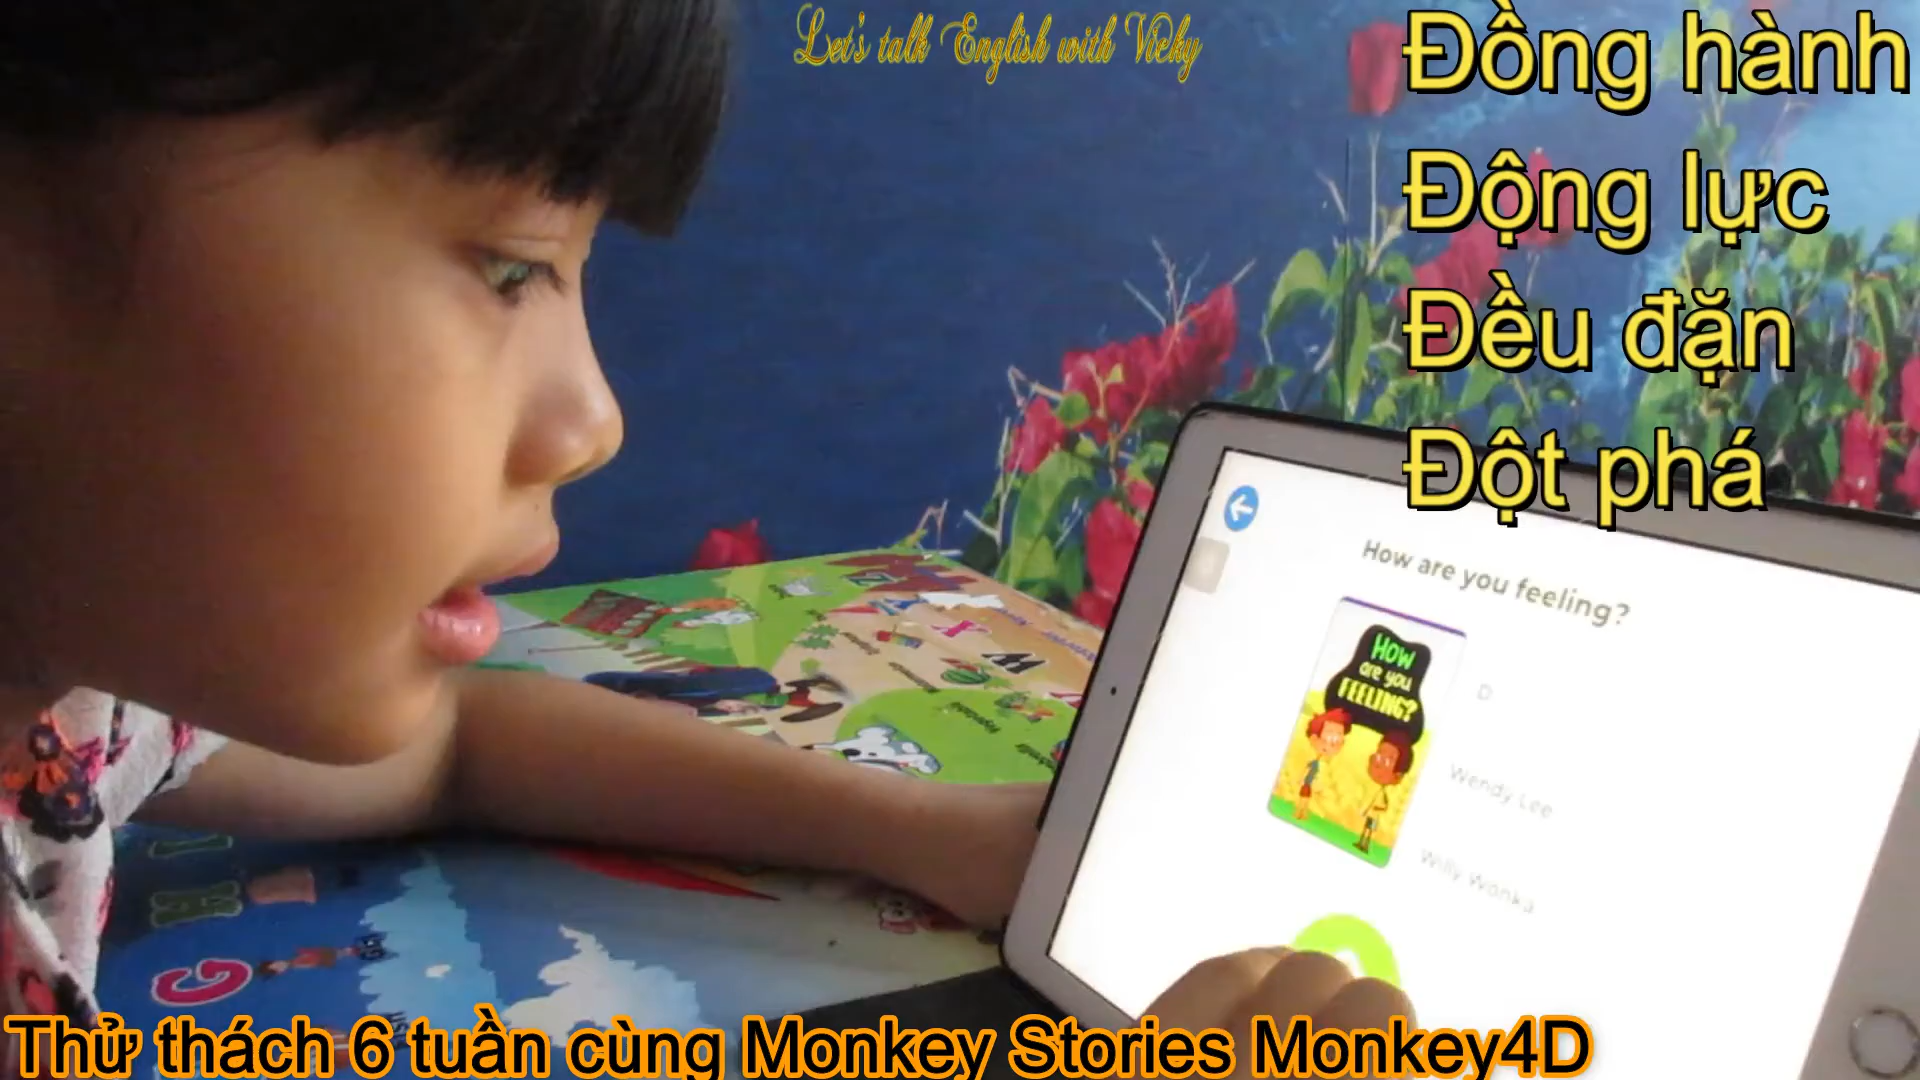 Let's talk English with Vicky
Đồng hành
Động lực
Đều đặn
Đột phá
How are you feeling?
HOW
are you
FEELING?
D
Wendy Lee
Willy Wonka
Z
X
W
G
H
I
Thử thách 6 tuần cùng Monkey Stories Monkey4D